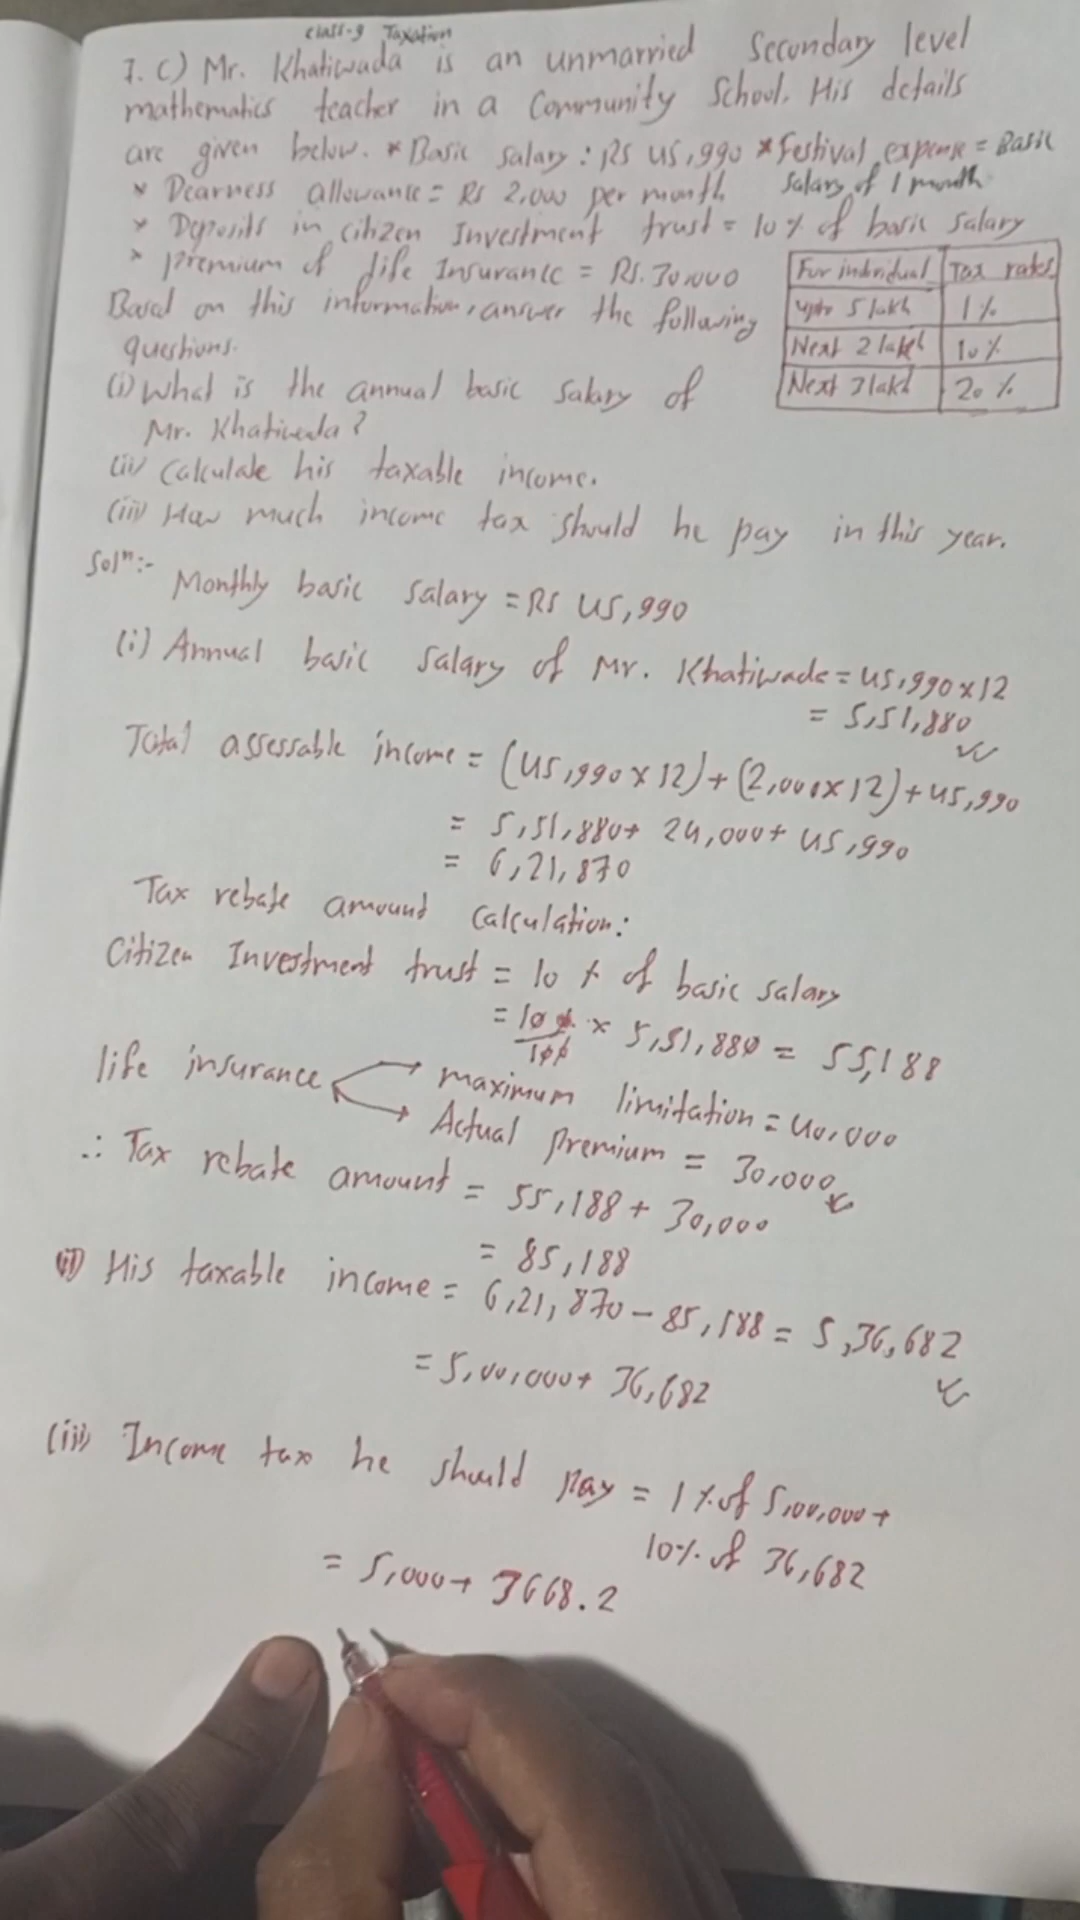 class-9 Taxation
7. C) Mr. Khatiwada is an unmarried Secondary level
mathematics teacher in a Community School. His details
are given below. * Basic salary : Rs 45,990 * Festival expense = Basic
salary of 1 month
* Dearness allowance = Rs 2,000 per month
* Deposits in citizen Investment trust = 10 % of basic salary
* premium of life Insurance = Rs. 30,000
Based on this information, answer the following
questions.
For individual Tax rates
upto 5 lakh 1 %
Next 2 lakh 10 %
Next 3 lakh 20 %
(i) What is the annual basic salary of
Mr. Khatiwada?
(ii) Calculate his taxable income.
(iii) How much income tax should he pay in this year.
Solⁿ:-
Monthly basic salary = Rs 45,990
(i) Annual basic salary of Mr. Khatiwada = 45,990 x 12
= 5,51,880
Total assessable income = (45,990 x 12) + (2,000 x 12) + 45,990
= 5,51,880 + 24,000 + 45,990
= 6,21,870
Tax rebate amount calculation:
Citizen Investment trust = 10 % of basic salary
= 10/100 x 5,51,880 = 55,188
life insurance → maximum limitation = 40,000
→ Actual premium = 30,000
∴ Tax rebate amount = 55,188 + 30,000
= 85,188
(ii) His taxable income = 6,21,870 - 85,188 = 5,36,682
= 5,00,000 + 36,682
(iii) Income tax he should pay = 1 % of 5,00,000 +
10% of 36,682
= 5,000 + 3668.2